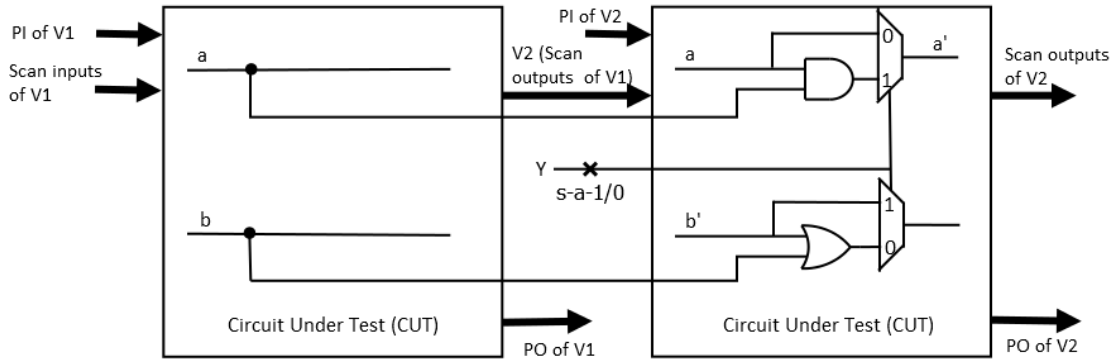 PI of V1
Scan inputs
of V1
a
b
Circuit Under Test (CUT)
PO of V1
PI of V2
V2 (Scan
outputs of V1)
Y
s-a-1/0
a
0
1
a'
b'
1
0
Circuit Under Test (CUT)
Scan outputs
of V2
PO of V2